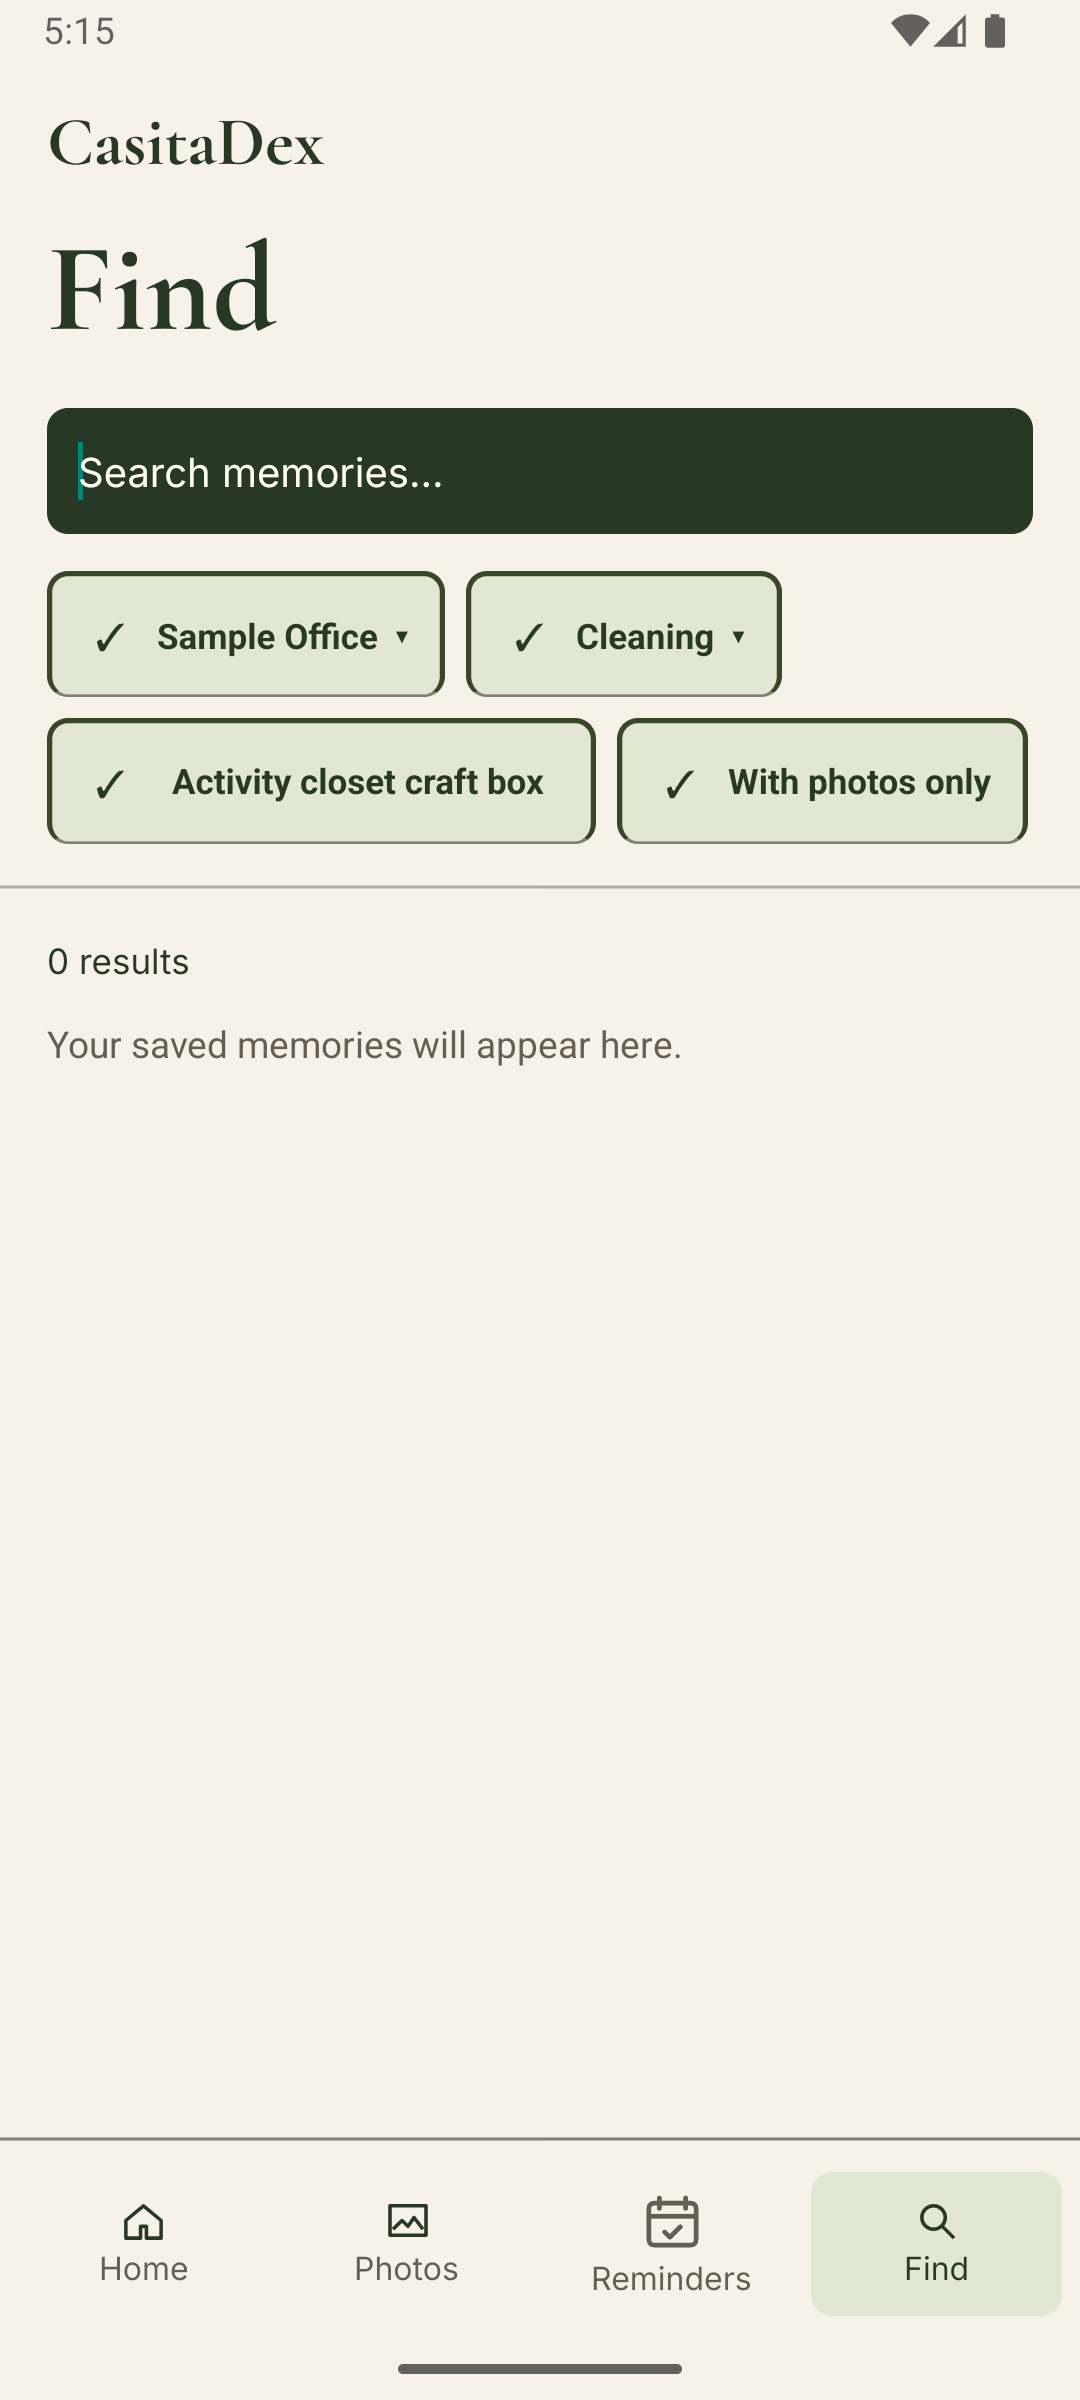 5:15
CasitaDex
Find
Search memories...
✓ Sample Office ▾
✓ Cleaning ▾
✓ Activity closet craft box
✓ With photos only
0 results
Your saved memories will appear here.
Home
Photos
Reminders
Find